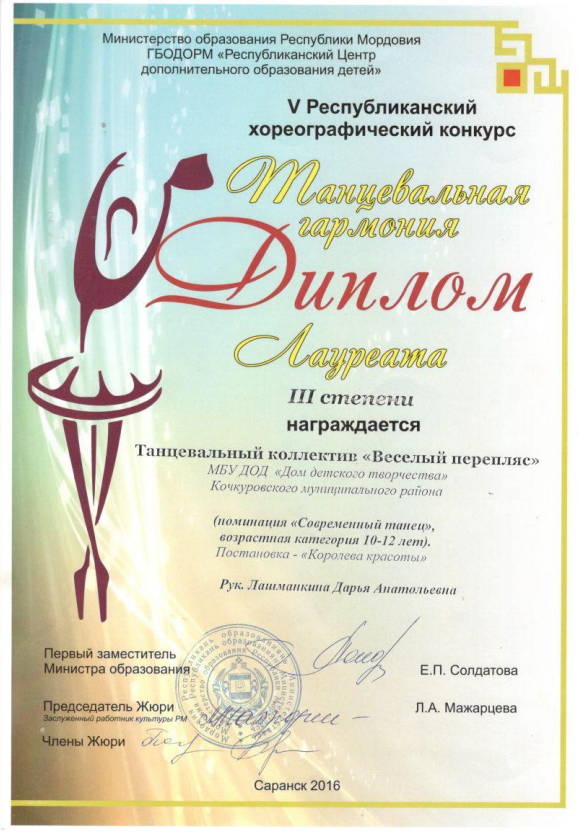 Министерство образования Республики Мордовия
ГБОДОРМ «Республиканский Центр
дополнительного образования детей»
V Республиканский
хореографический конкурс
Танцевальная
гармония
Диплом
Лауреата
III степени
награждается
Танцевальный коллектив «Веселый перепляс»
МБУ ДОД «Дом детского творчества»
Кочкуровского муниципального района
(поминация «Современный танец»,
возрастная категория 10-12 лет).
Постановка - «Королева красоты»
Рук. Лашманкина Дарья Анатольевна
Первый заместитель
Министра образования
Е.П. Солдатова
Председатель Жюри
Л.А. Мажарцева
Заслуженный работник культуры РМ
Члены Жюри
Саранск 2016